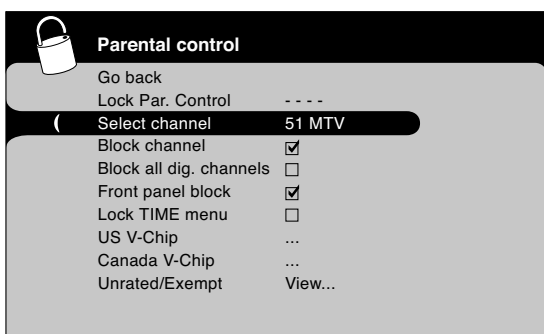 Parental control
Go back
Lock Par. Control - - - -
Select channel 51 MTV
Block channel
Block all dig. channels
Front panel block
Lock TIME menu
US V-Chip ...
Canada V-Chip ...
Unrated/Exempt View...